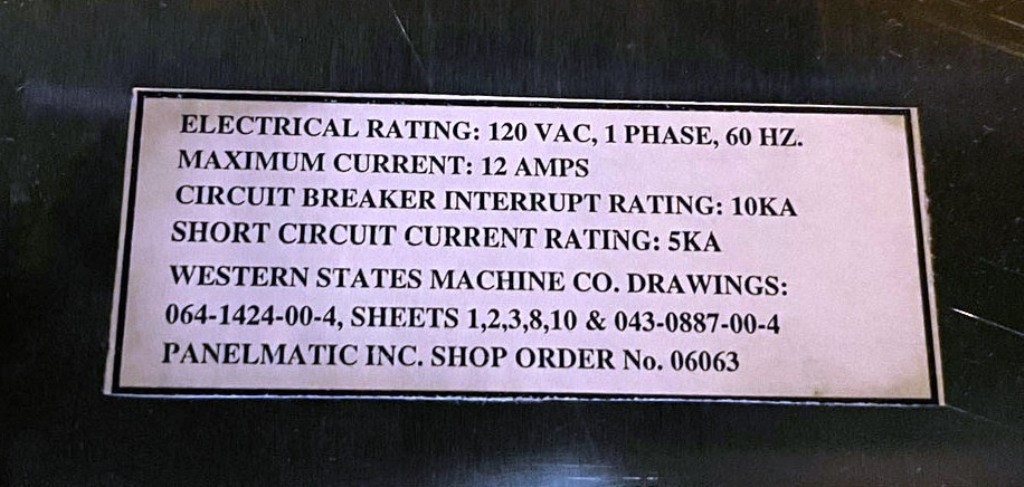 ELECTRICAL RATING: 120 VAC, 1 PHASE, 60 HZ.
MAXIMUM CURRENT: 12 AMPS
CIRCUIT BREAKER INTERRUPT RATING: 10KA
SHORT CIRCUIT CURRENT RATING: 5KA
WESTERN STATES MACHINE CO. DRAWINGS:
064-1424-00-4, SHEETS 1,2,3,8,10 & 043-0887-00-4
PANELMATIC INC. SHOP ORDER No. 06063